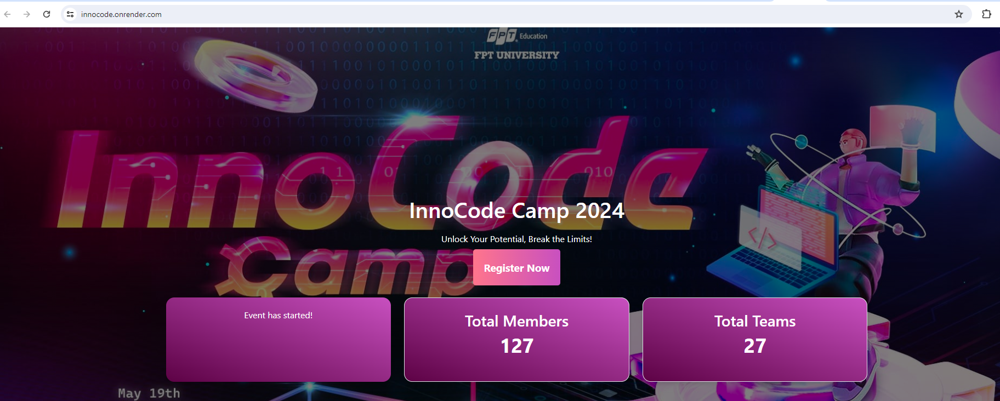 innocode.onrender.com
FPT Education
FPT UNIVERSITY
InnoCode
Camp
InnoCode Camp 2024
Unlock Your Potential, Break the Limits!
Register Now
Event has started!
Total Members
127
Total Teams
27
</>
May 19th